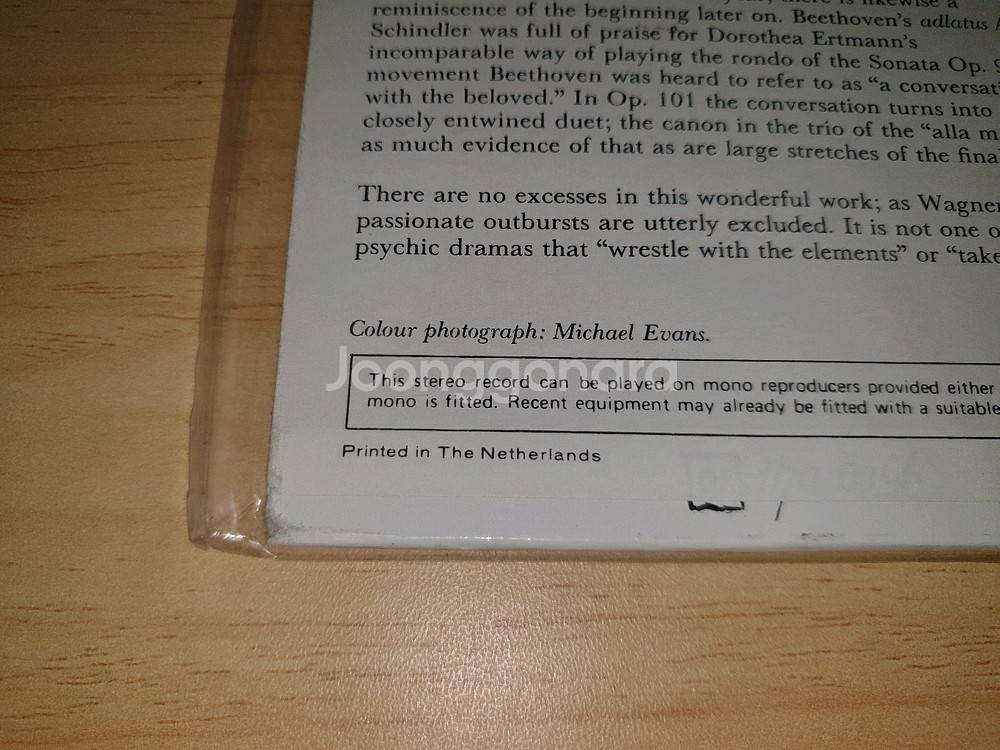 there is likewise a
reminiscence of the beginning later on. Beethoven's adlatus
Schindler was full of praise for Dorothea Ertmann's
incomparable way of playing the rondo of the Sonata Op.
movement Beethoven was heard to refer to as “a conversat
with the beloved.” In Op. 101 the conversation turns into
closely entwined duet; the canon in the trio of the “alla m
as much evidence of that as are large stretches of the fina
There are no excesses in this wonderful work; as Wagner
passionate outbursts are utterly excluded. It is not one o
psychic dramas that “wrestle with the elements” or “take
Colour photograph: Michael Evans.
Joonggonara
This stereo record can be played on mono reproducers provided either
mono is fitted. Recent equipment may already be fitted with a suitable
Printed in The Netherlands